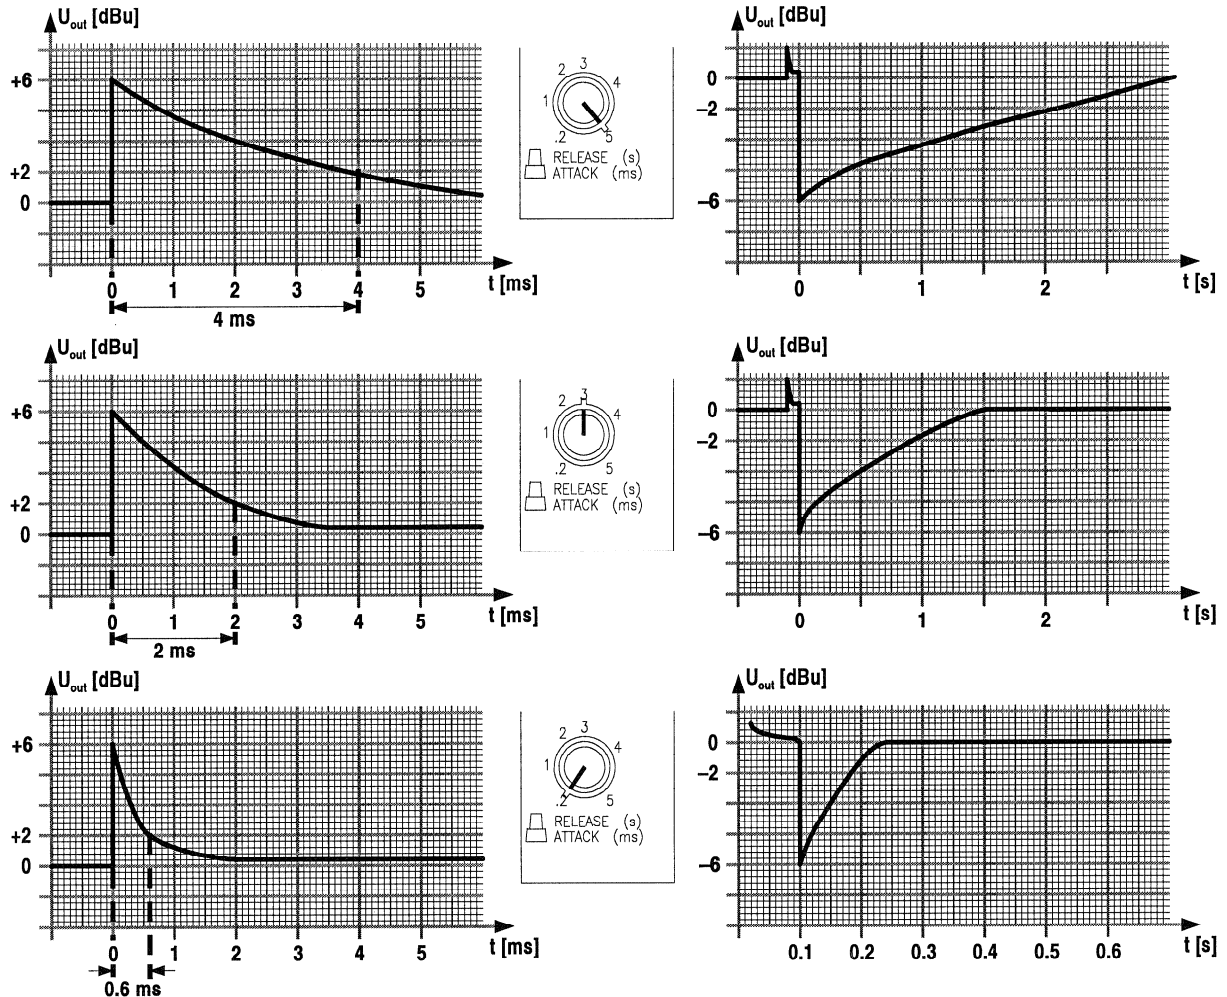 U_out [dBu]
+6
+2
0
0 1 2 3 4 5 t [ms]
4 ms
1 2 3 4 5 .2
RELEASE (s)
ATTACK (ms)
U_out [dBu]
0
–2
–6
0 1 2 t [s]
U_out [dBu]
+6
+2
0
0 1 2 3 4 5 t [ms]
2 ms
1 2 3 4 5 .2
RELEASE (s)
ATTACK (ms)
U_out [dBu]
0
–2
–6
0 1 2 t [s]
U_out [dBu]
+6
+2
0
0 1 2 3 4 5 t [ms]
0.6 ms
1 2 3 4 5 .2
RELEASE (s)
ATTACK (ms)
U_out [dBu]
0
–2
–6
0.1 0.2 0.3 0.4 0.5 0.6 t [s]